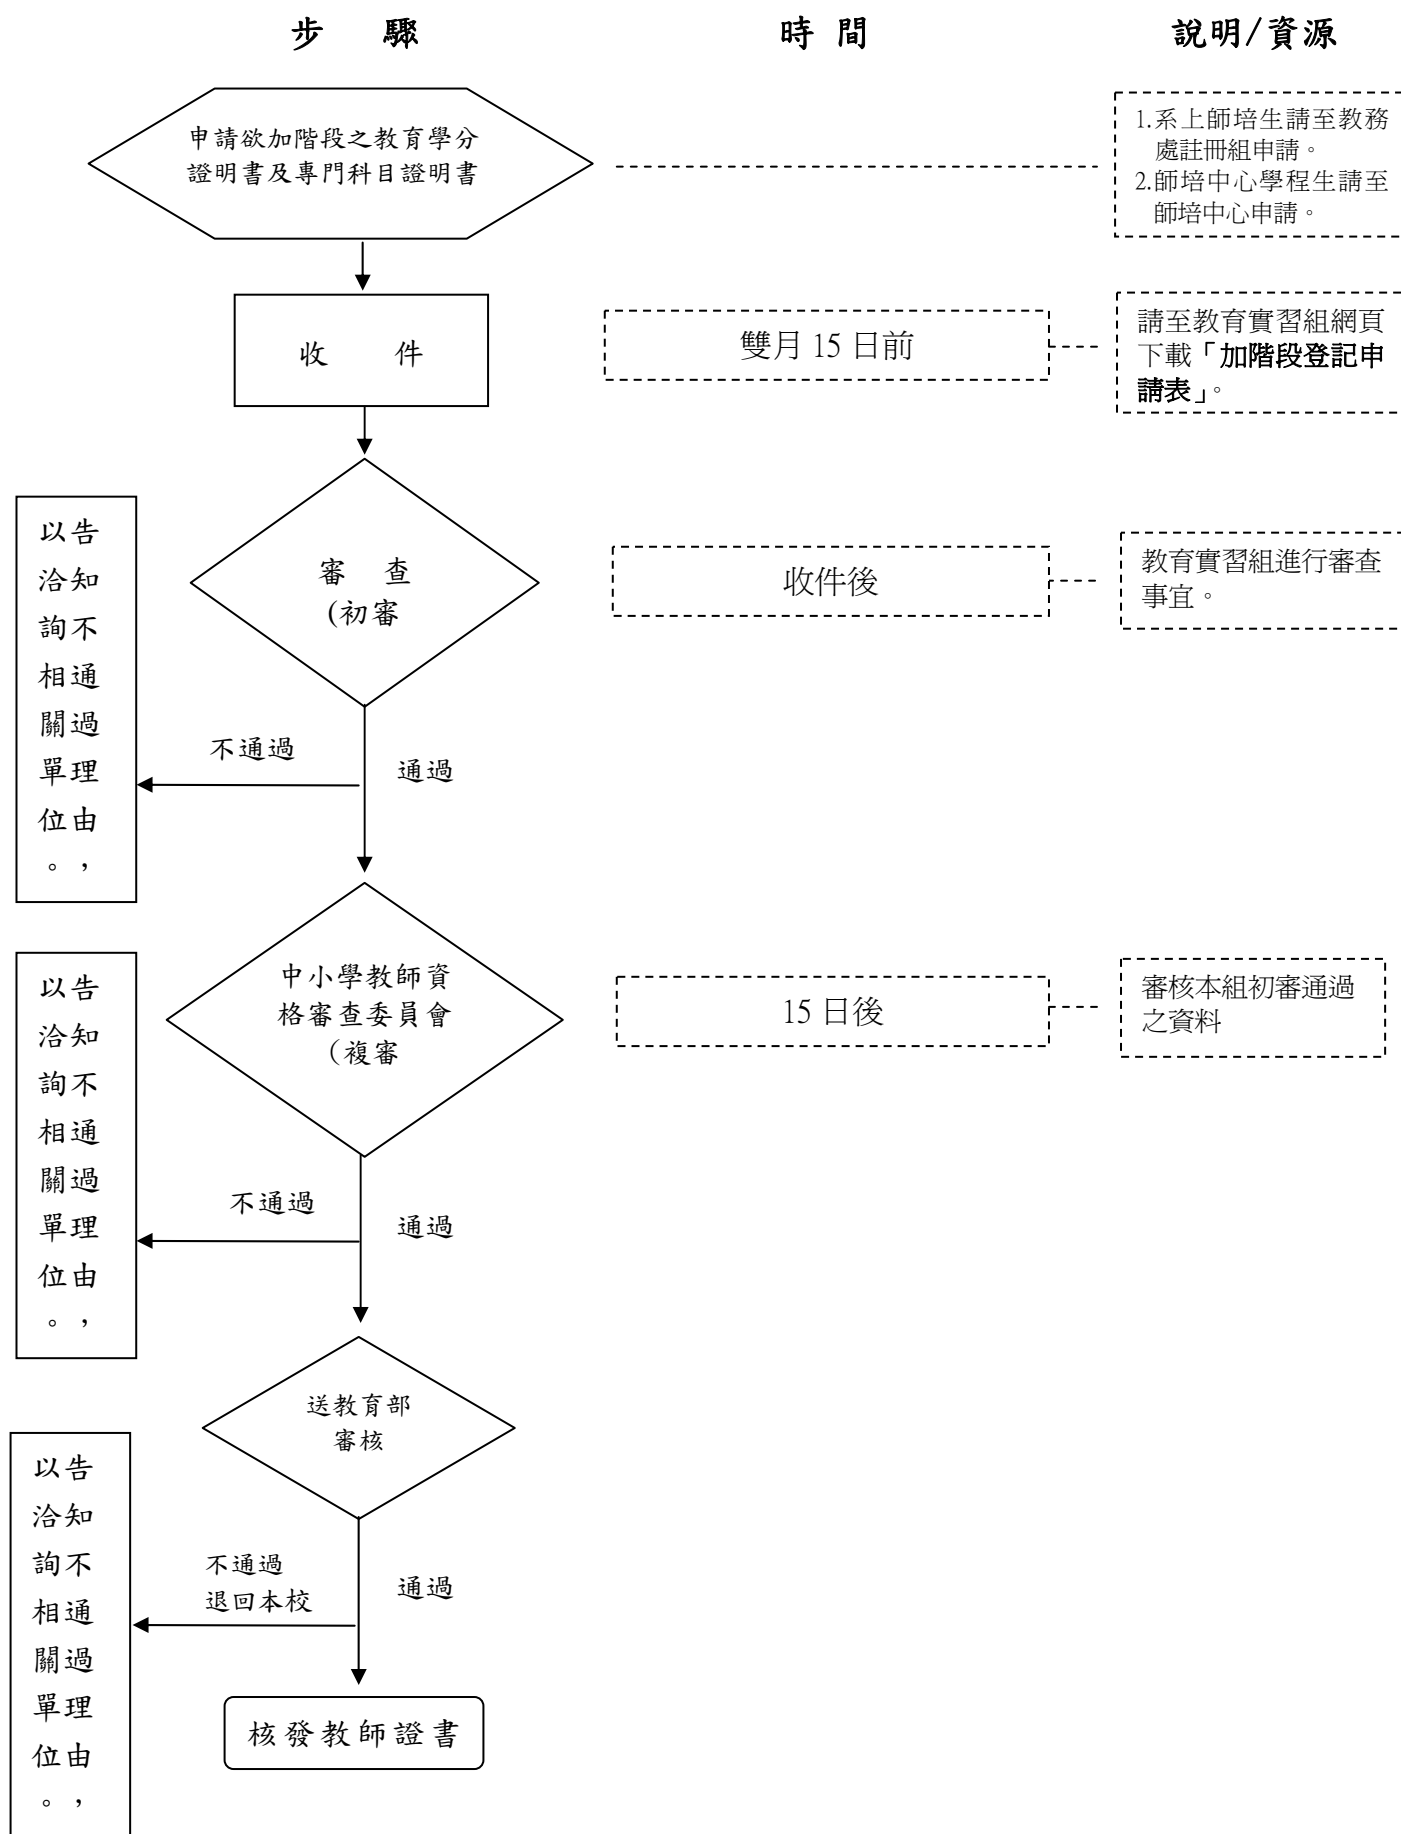 步 驟
時 間
說明/資源
申請欲加階段之教育學分
證明書及專門科目證明書
1.系上師培生請至教務
處註冊組申請。
2.師培中心學程生請至
師培中心申請。
收 件
雙月 15 日前
請至教育實習組網頁
下載「加階段登記申
請表」。
審 查
(初審
收件後
教育實習組進行審查
事宜。
告知不通過理由，
以洽詢相關單位。
不通過
通過
中小學教師資
格審查委員會
（複審
15 日後
審核本組初審通過
之資料
告知不通過理由，
以洽詢相關單位。
不通過
通過
送教育部
審核
告知不通過理由，
以洽詢相關單位。
不通過
退回本校
通過
核發教師證書